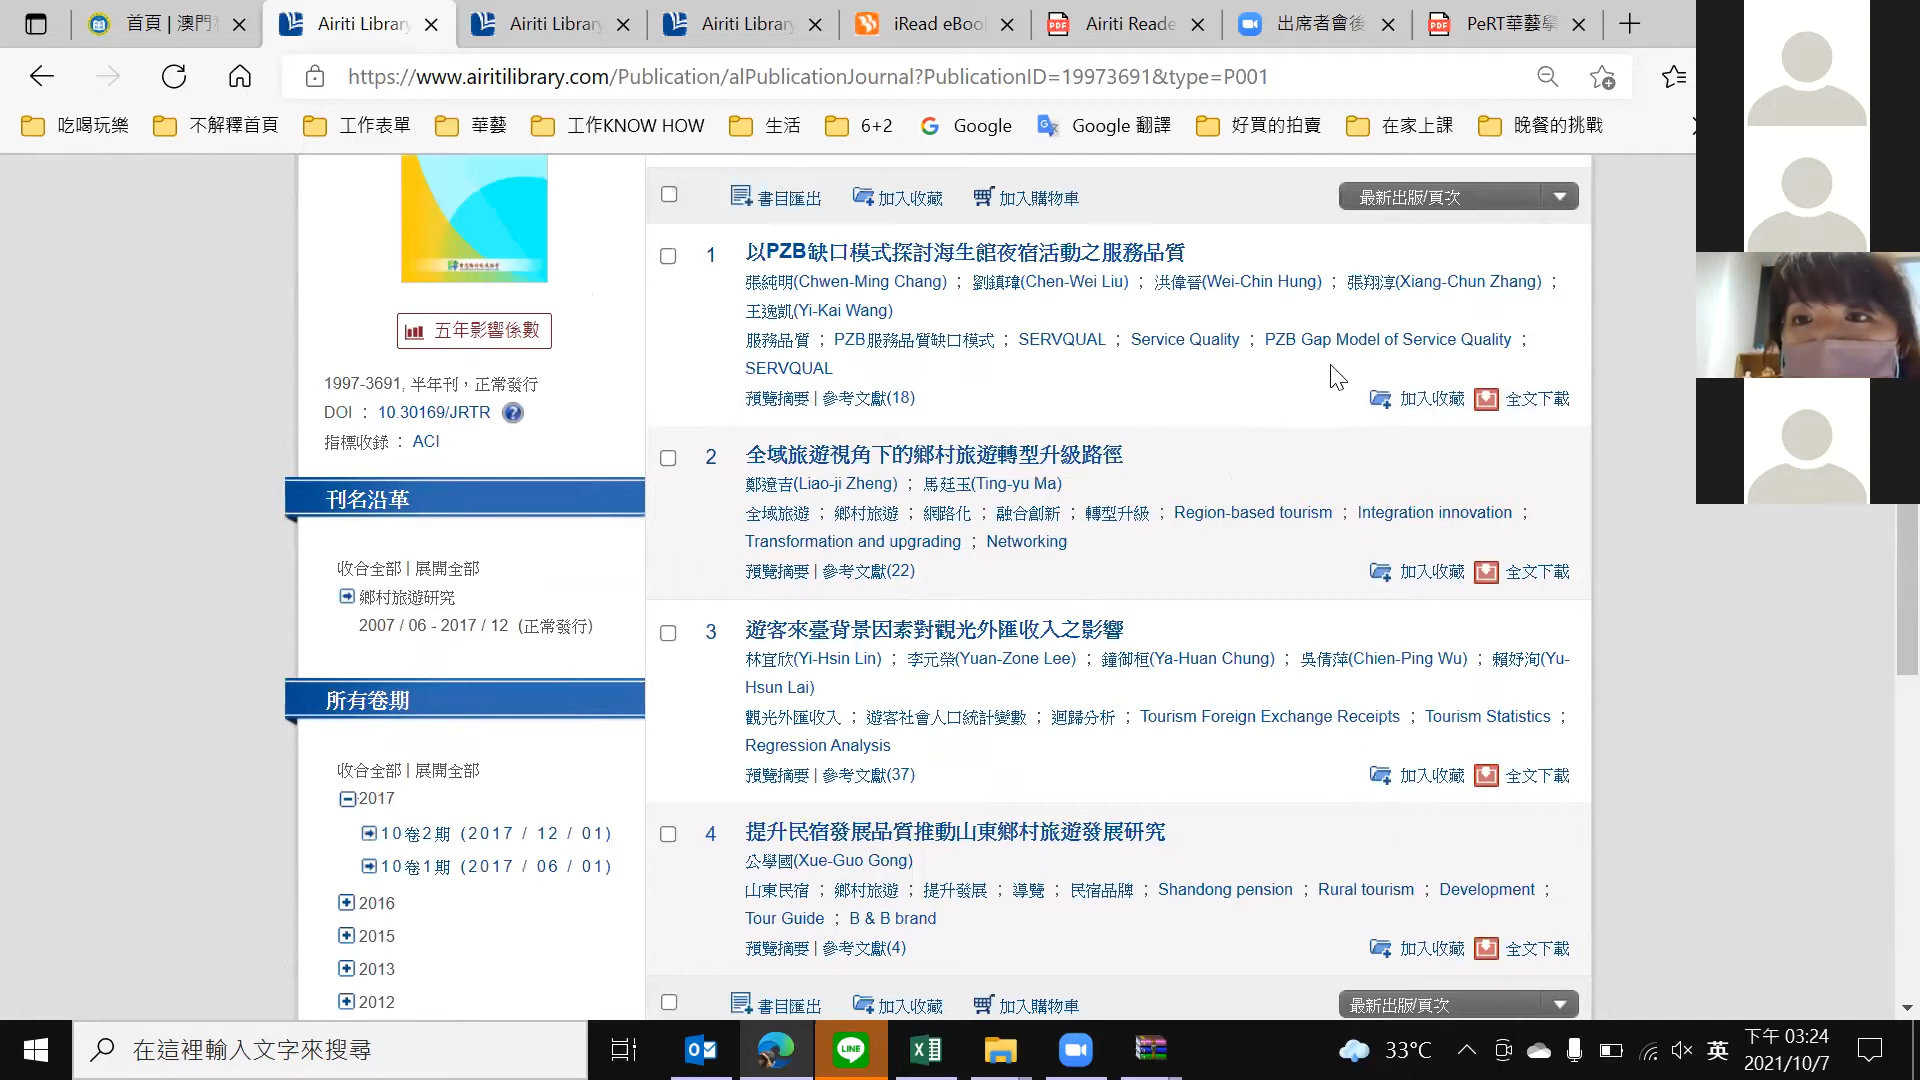 首頁 | 澳門
Airiti Library
Airiti Library
Airiti Library
iRead eBoo
Airiti Reade
出席者會後
PeRT華藝學
https://www.airitilibrary.com/Publication/alPublicationJournal?PublicationID=19973691&type=P001
吃喝玩樂
不解釋首頁
工作表單
華藝
工作KNOW HOW
生活
6+2
Google
Google 翻譯
好買的拍賣
在家上課
晚餐的挑戰
五年影響係數
1997-3691, 半年刊，正常發行
DOI ： 10.30169/JRTR
指標收錄 ： ACI
刊名沿革
收合全部 | 展開全部
鄉村旅遊研究
2007 / 06 - 2017 / 12 (正常發行)
所有卷期
收合全部 | 展開全部
2017
10卷2期 (2017 / 12 / 01)
10卷1期 (2017 / 06 / 01)
2016
2015
2013
2012
書目匯出 加入收藏 加入購物車 最新出版/頁次
1 以PZB缺口模式探討海生館夜宿活動之服務品質
張純明(Chwen-Ming Chang) ； 劉鎮瑋(Chen-Wei Liu) ； 洪偉晉(Wei-Chin Hung) ； 張翔淳(Xiang-Chun Zhang) ；
王逸凱(Yi-Kai Wang)
服務品質 ； PZB服務品質缺口模式 ； SERVQUAL ； Service Quality ； PZB Gap Model of Service Quality ；
SERVQUAL
預覽摘要 | 參考文獻(18) 加入收藏 全文下載
2 全域旅遊視角下的鄉村旅遊轉型升級路徑
鄭遼吉(Liao-ji Zheng) ； 馬廷玉(Ting-yu Ma)
全域旅遊 ； 鄉村旅遊 ； 網路化 ； 融合創新 ； 轉型升級 ； Region-based tourism ； Integration innovation ；
Transformation and upgrading ； Networking
預覽摘要 | 參考文獻(22) 加入收藏 全文下載
3 遊客來臺背景因素對觀光外匯收入之影響
林宜欣(Yi-Hsin Lin) ； 李元榮(Yuan-Zone Lee) ； 鐘御桓(Ya-Huan Chung) ； 吳倩萍(Chien-Ping Wu) ； 賴妤洵(Yu-
Hsun Lai)
觀光外匯收入 ； 遊客社會人口統計變數 ； 迴歸分析 ； Tourism Foreign Exchange Receipts ； Tourism Statistics ；
Regression Analysis
預覽摘要 | 參考文獻(37) 加入收藏 全文下載
4 提升民宿發展品質推動山東鄉村旅遊發展研究
公學國(Xue-Guo Gong)
山東民宿 ； 鄉村旅遊 ； 提升發展 ； 導覽 ； 民宿品牌 ； Shandong pension ； Rural tourism ； Development ；
Tour Guide ； B & B brand
預覽摘要 | 參考文獻(4) 加入收藏 全文下載
書目匯出 加入收藏 加入購物車 最新出版/頁次
在這裡輸入文字來搜尋
LINE
33°C
英
下午 03:24
2021/10/7